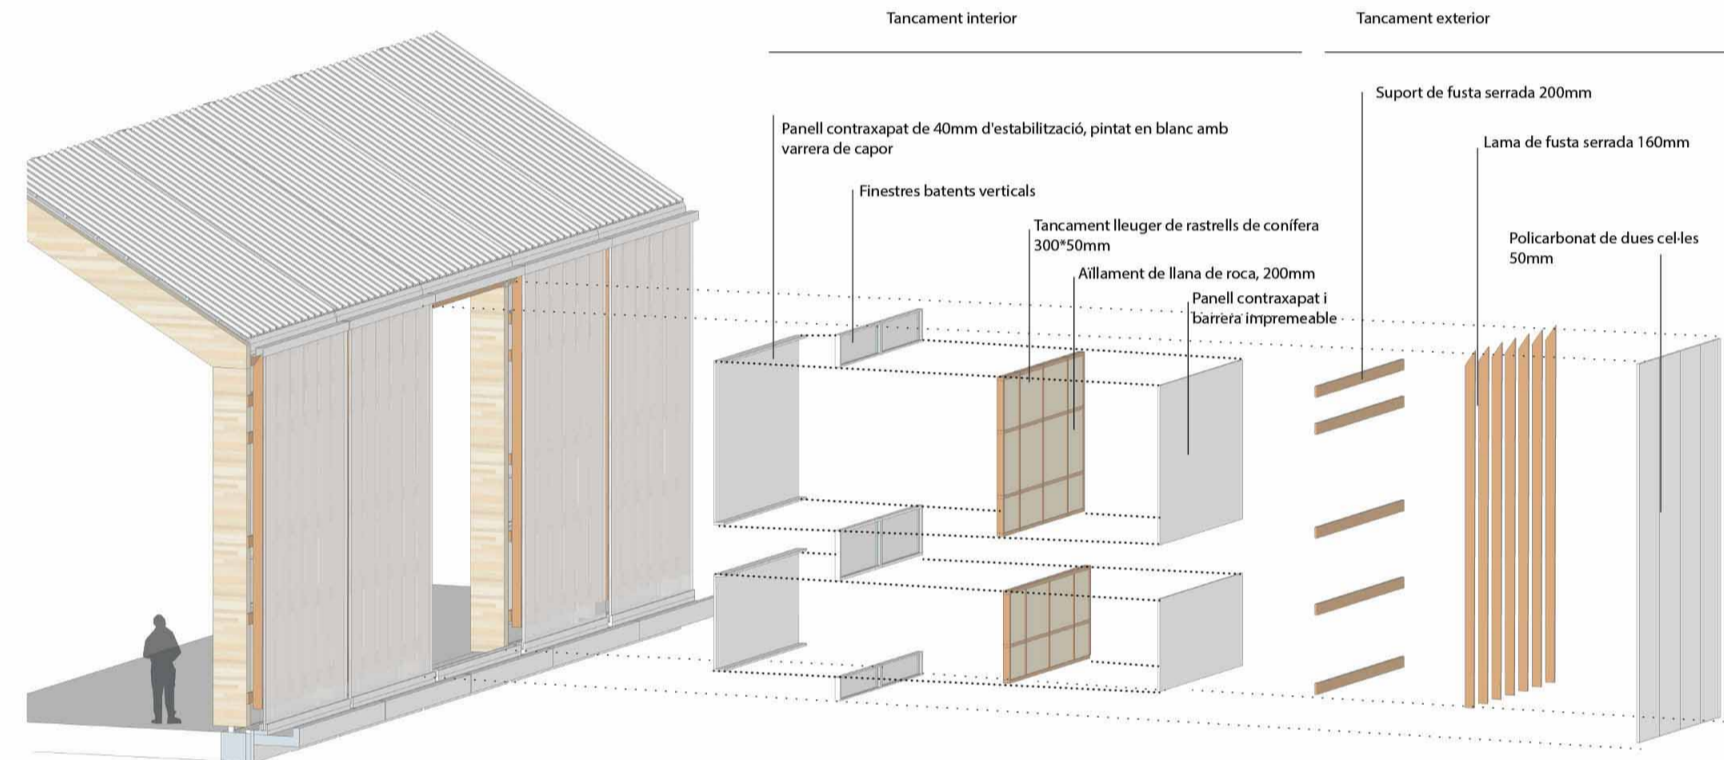 Tancament interior
Tancament exterior
Panell contraxapat de 40mm d'estabilització, pintat en blanc amb
varrera de capor
Finestres batents verticals
Tancament lleuger de rastrells de conífera
300*50mm
Aïllament de llana de roca, 200mm
Panell contraxapat i
barrera impremeable
Suport de fusta serrada 200mm
Lama de fusta serrada 160mm
Policarbonat de dues cel·les
50mm